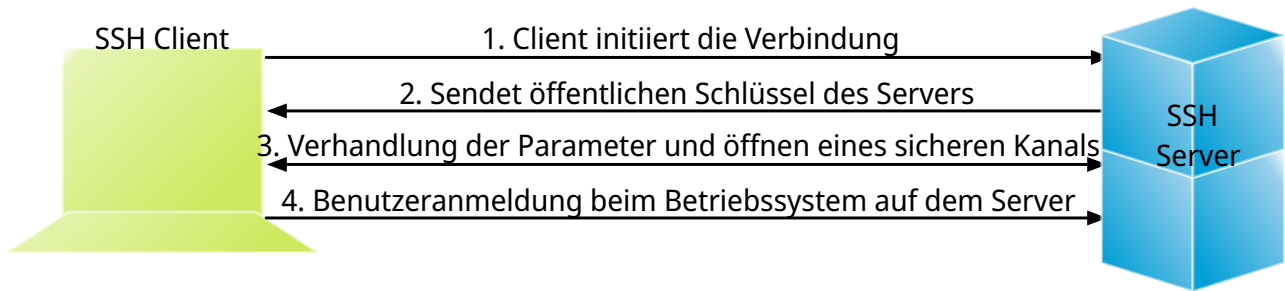 SSH Client
1. Client initiiert die Verbindung
2. Sendet öffentlichen Schlüssel des Servers
3. Verhandlung der Parameter und öffnen eines sicheren Kanals
4. Benutzeranmeldung beim Betriebssystem auf dem Server
SSH
Server